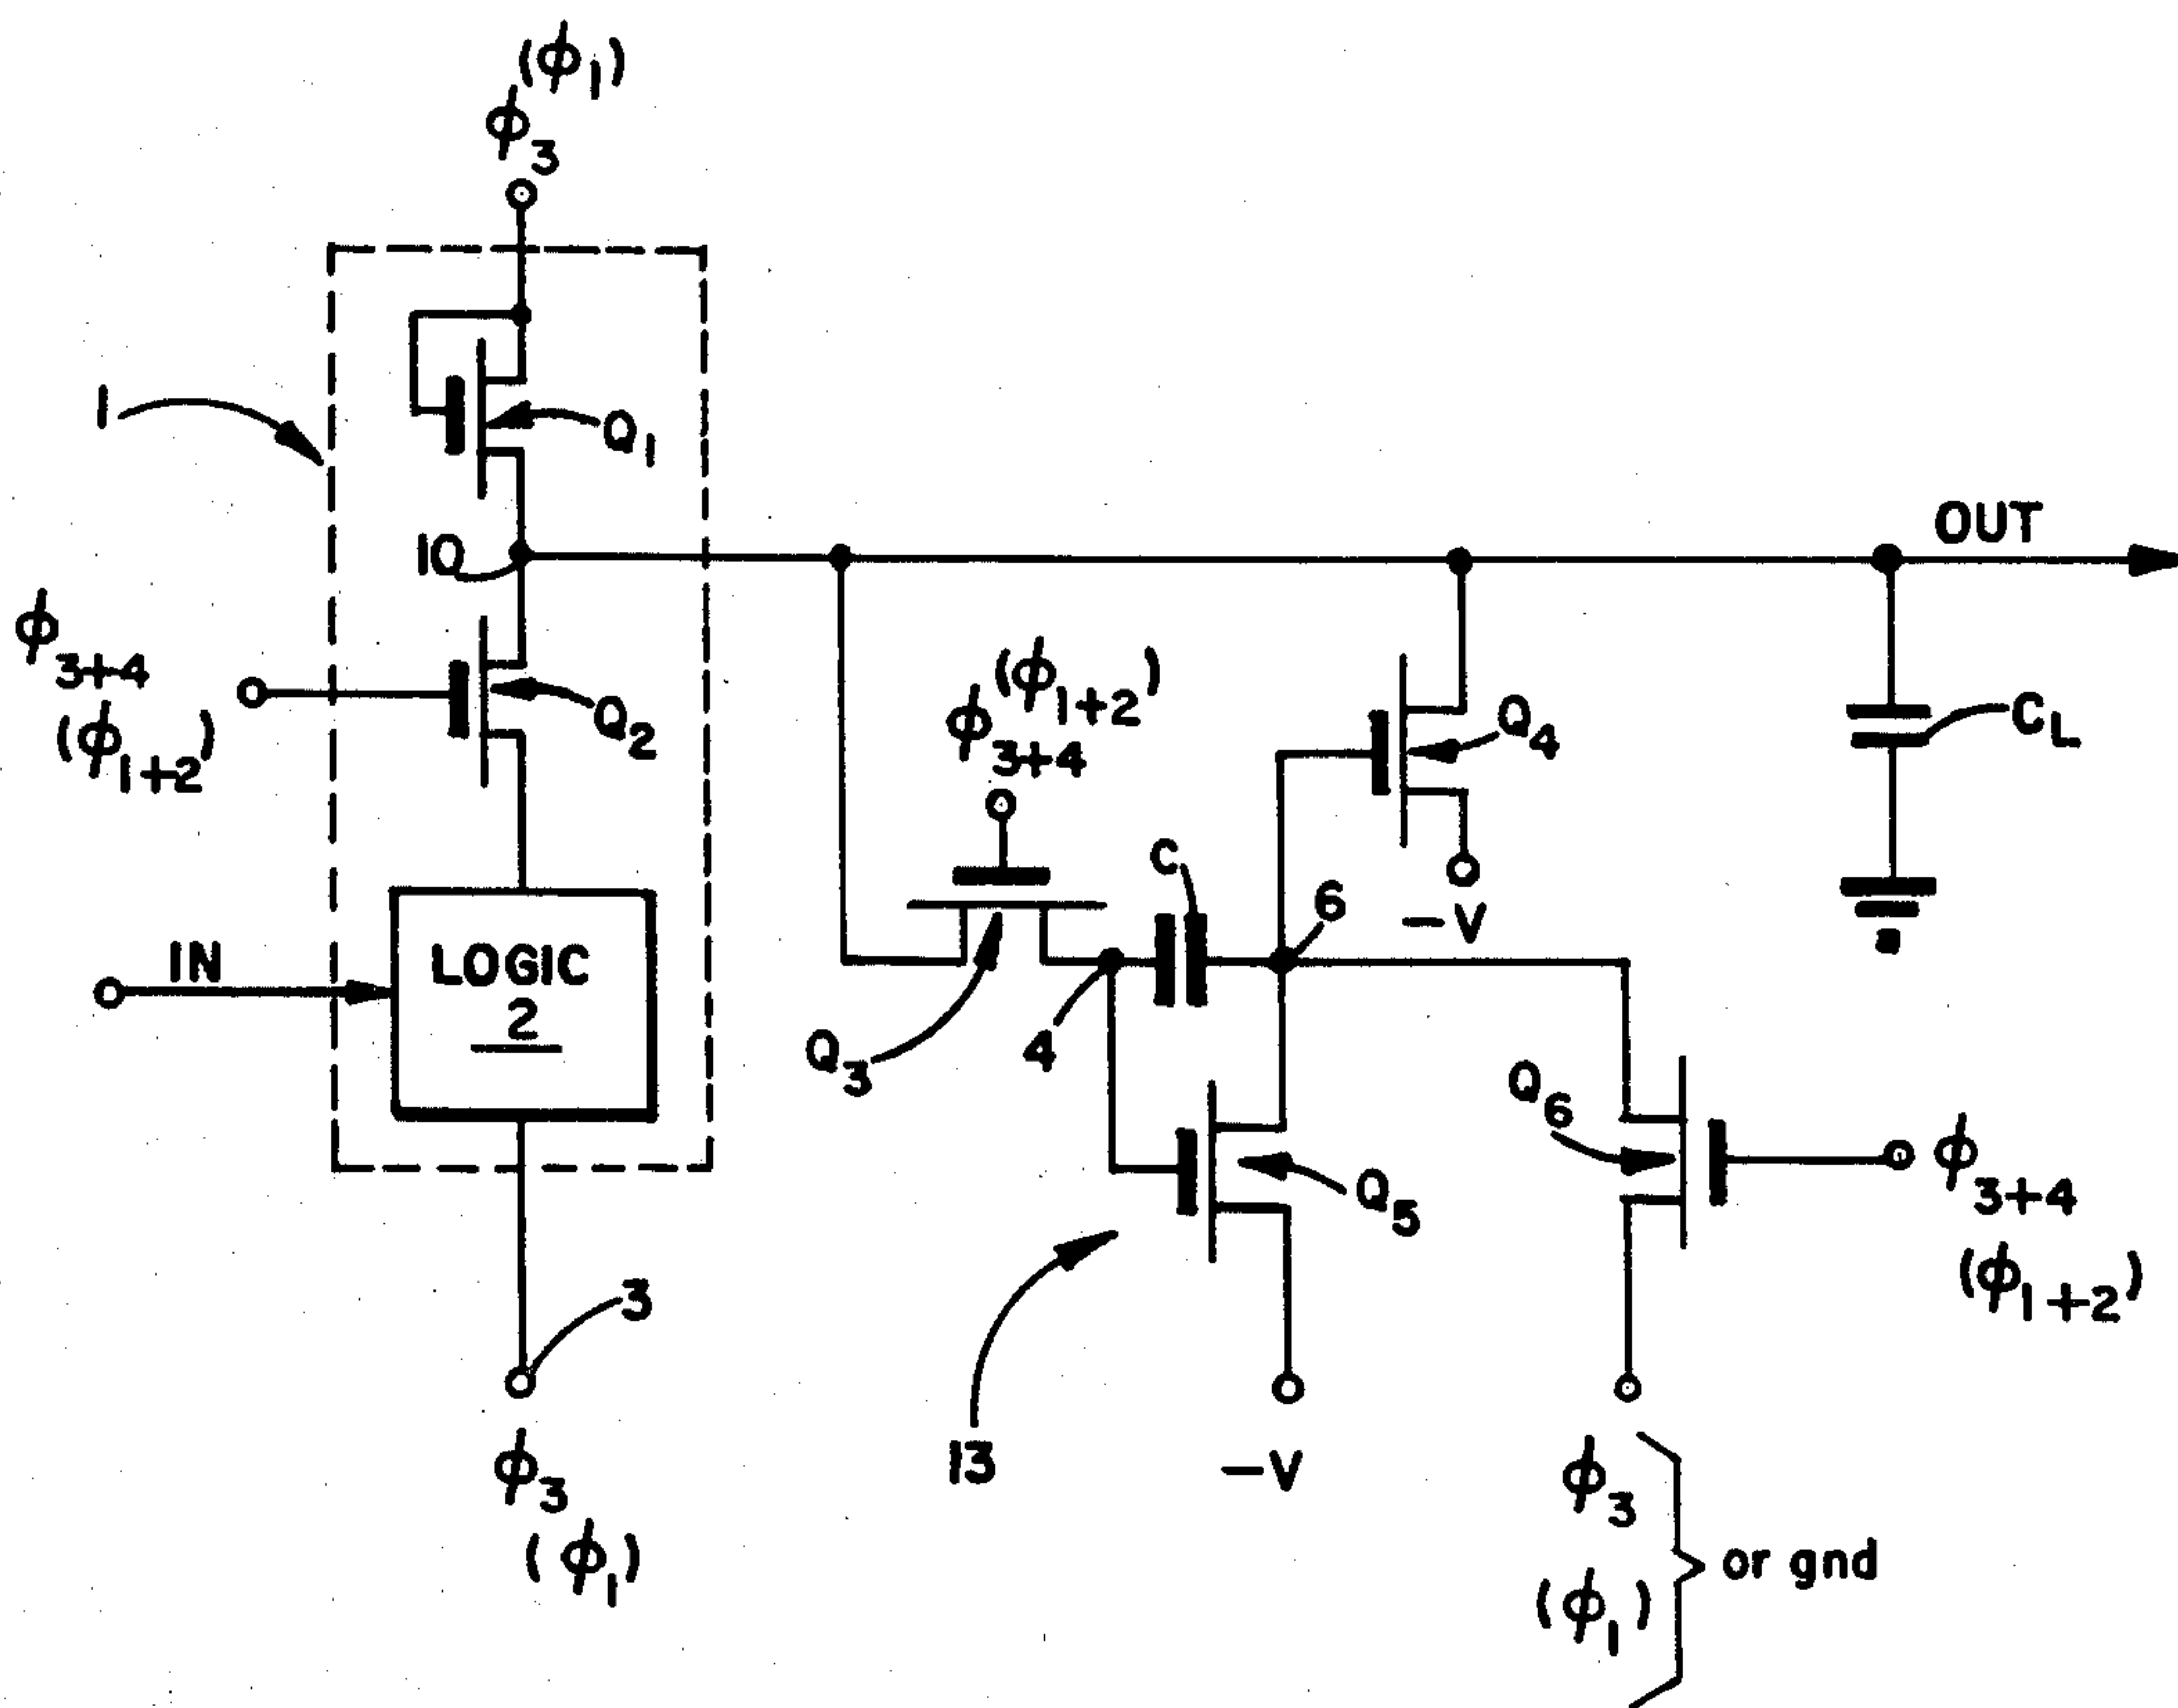 (ϕ1)
ϕ3
1
Q1
10
OUT
ϕ3+4
(ϕ1+2)
Q2
(ϕ1+2)
ϕ3+4
Q4
CL
C
6
-V
IN
LOGIC
2
Q3
4
Q6
ϕ3+4
(ϕ1+2)
Q5
3
13
-V
ϕ3
(ϕ1)
ϕ3
(ϕ1)
or gnd